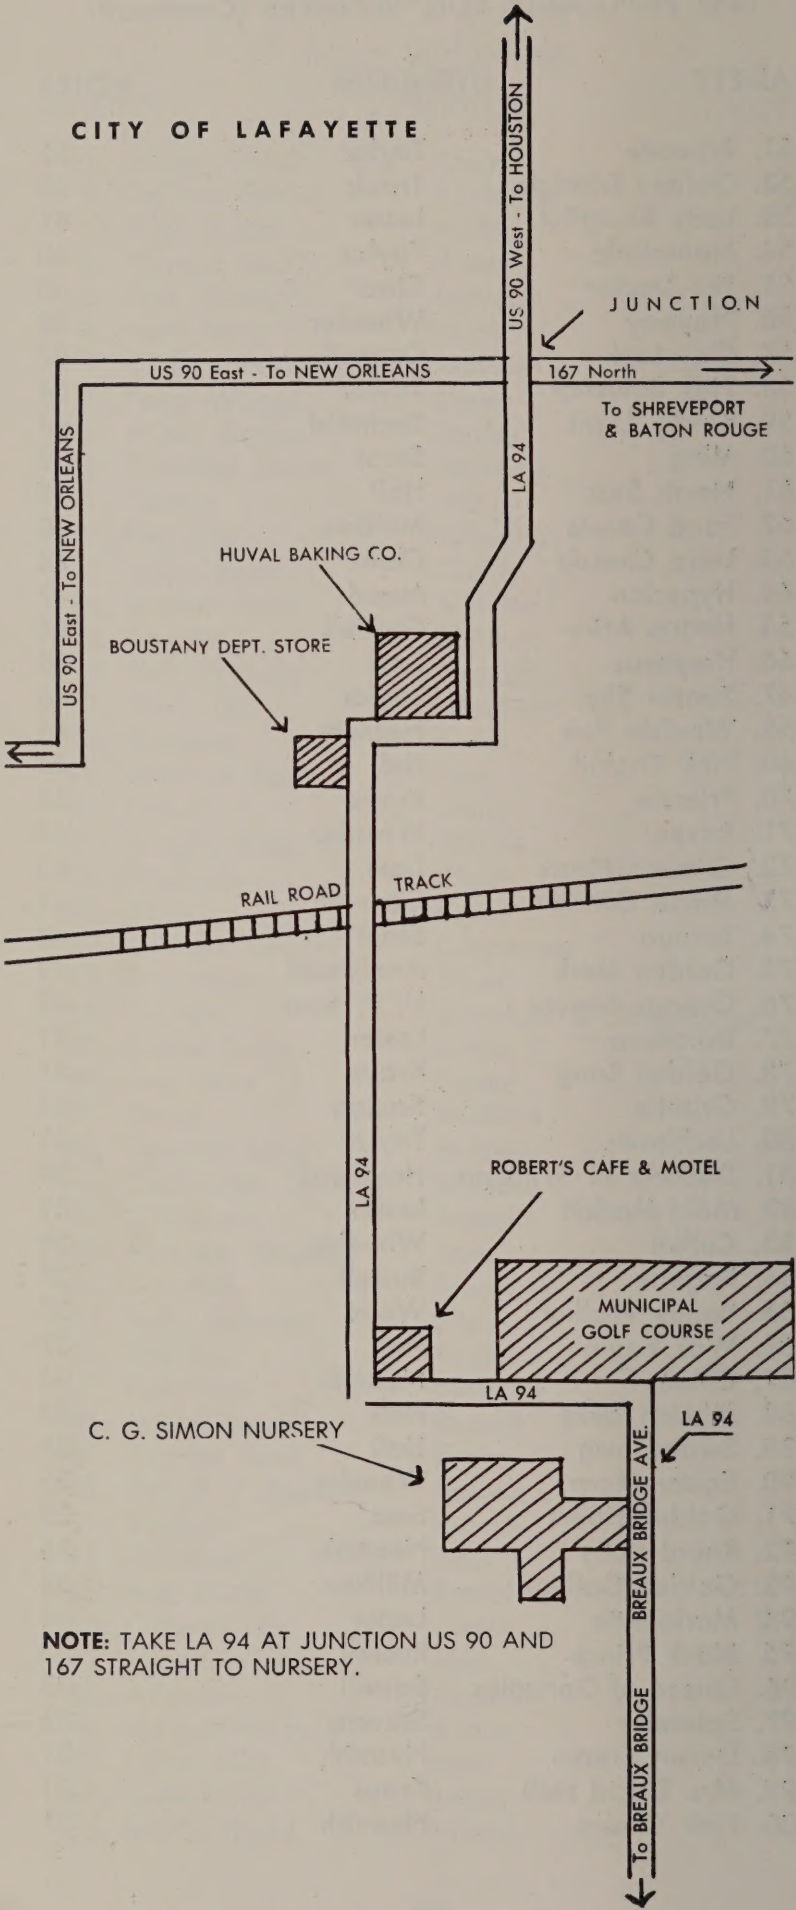 CITY OF LAFAYETTE
US 90 West - To HOUSTON
JUNCTION
US 90 East - To NEW ORLEANS
167 North
To SHREVEPORT
& BATON ROUGE
LA 94
US 90 East - To NEW ORLEANS
HUVAL BAKING CO.
BOUSTANY DEPT. STORE
RAIL ROAD TRACK
LA 94
ROBERT'S CAFE & MOTEL
MUNICIPAL
GOLF COURSE
LA 94
C. G. SIMON NURSERY
LA 94
BREAUX BRIDGE AVE.
NOTE: TAKE LA 94 AT JUNCTION US 90 AND
167 STRAIGHT TO NURSERY.
To BREAUX BRIDGE